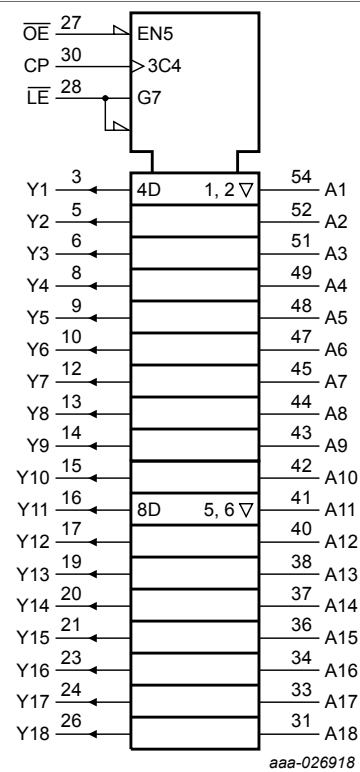 OE 27 EN5
CP 30 3C4
LE 28 G7
Y1 3 4D 1, 2 ▽ 54 A1
Y2 5 52 A2
Y3 6 51 A3
Y4 8 49 A4
Y5 9 48 A5
Y6 10 47 A6
Y7 12 45 A7
Y8 13 44 A8
Y9 14 43 A9
Y10 15 42 A10
Y11 16 8D 5, 6 ▽ 41 A11
Y12 17 40 A12
Y13 19 38 A13
Y14 20 37 A14
Y15 21 36 A15
Y16 23 34 A16
Y17 24 33 A17
Y18 26 31 A18
aaa-026918